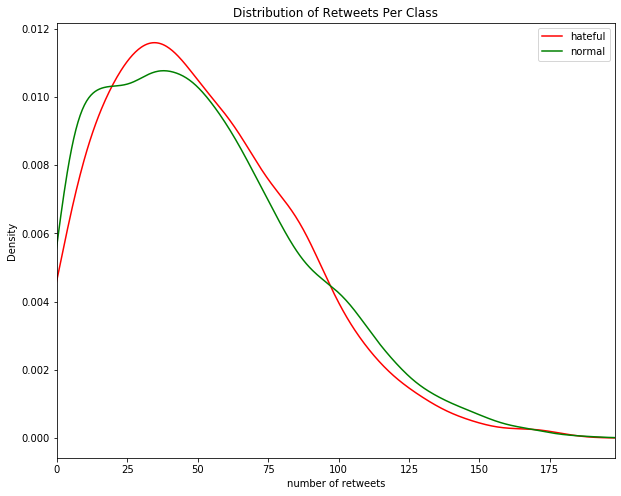 Distribution of Retweets Per Class
hateful
normal
Density
0.012
0.010
0.008
0.006
0.004
0.002
0.000
0 25 50 75 100 125 150 175
number of retweets